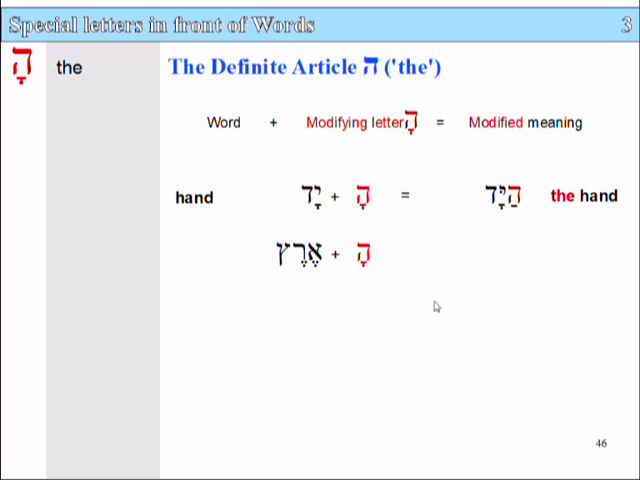 Special letters in front of Words 3
הָ the
The Definite Article ה ('the')
Word + Modifying letter הָ = Modified meaning
hand יָד + הָ = הַיָּד the hand
אֶרֶץ + הָ
46